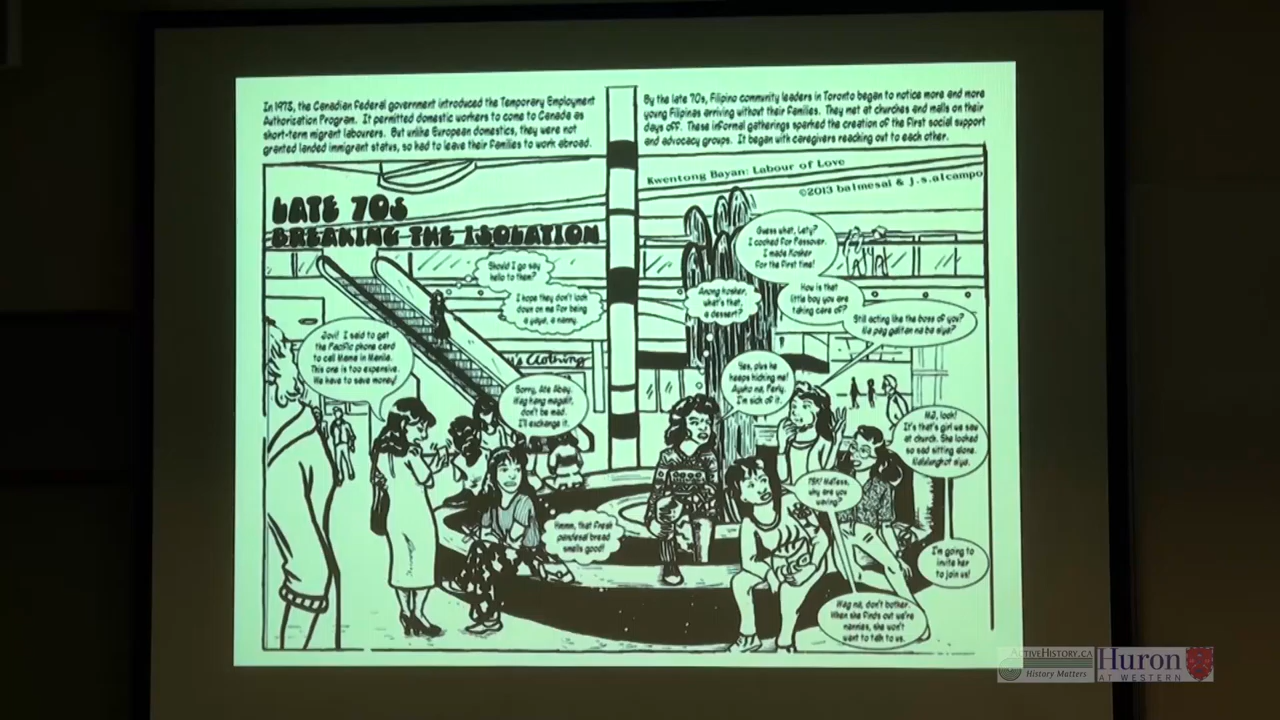 In 1973, the Canadian Federal government introduced the Temporary Employment
Authorization Program. It permitted domestic workers to come to Canada as
short-term migrant labourers. But unlike European domestics, they were not
granted landed immigrant status, so had to leave their families to work abroad.
By the late 70s, Filipino community leaders in Toronto began to notice more and more
young Filipinas arriving without their families. They met at churches and malls on their
days off. These informal gatherings sparked the creation of the first social support
and advocacy groups. It began with caregivers reaching out to each other.
Kwentong Bayan: Labour of Love
©2013 balmesal & j.s.alcampo
LATE 70s
BREAKING THE ISOLATION
Should I go say
hello to them?
I hope they don't look
down on me for being
a yaya, a nanny.
Guess what, Lety?
I cooked for Passover.
I made Kosher
for the first time!
Anong kosher,
what's that,
a dessert?
How is that
little boy you are
taking care of?
Still acting like the boss of you?
Na pag galitan na ba siya?
Jovi! I said to get
the Pacific phone card
to call Mama in Manila.
This one is too expensive.
We have to save money!
's Clothing
Sorry, Ate Abay.
Wag kang magalit,
don't be mad.
I'll exchange it.
Yes, plus he
keeps kicking me!
Ayoko na, Perly.
I'm sick of it.
look!
It's that's girl we saw
at church. She looked
so sad sitting alone.
Nalulungkot siya.
why are you
waving?
Hmmm, that fresh
pandesal bread
smells good!
I'm going to
invite her
to join us!
Wag na, don't bother.
When she finds out we're
nannies, she won't
want to talk to us.
ACTIVEHISTORY.CA
History Matters
Huron
AT WESTERN